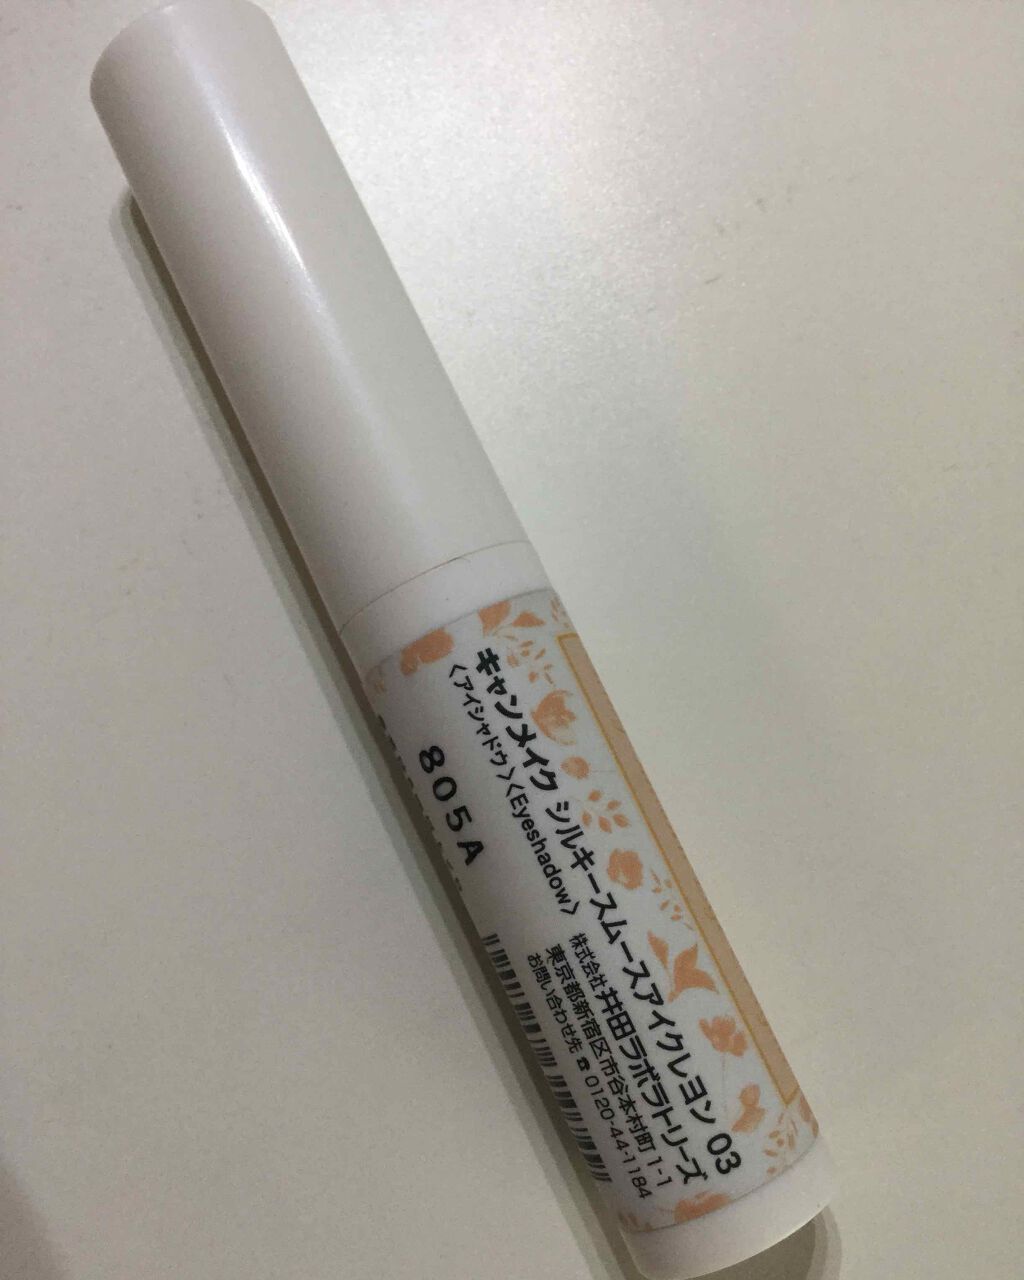 キャンメイク シルキースムースアイクレヨン 03
〈アイシャドウ〉〈Eyeshadow〉
株式会社 井田ラボラトリーズ
東京都新宿区市谷本村町1-1
お問い合わせ先 ☎ 0120-44-1184
805A